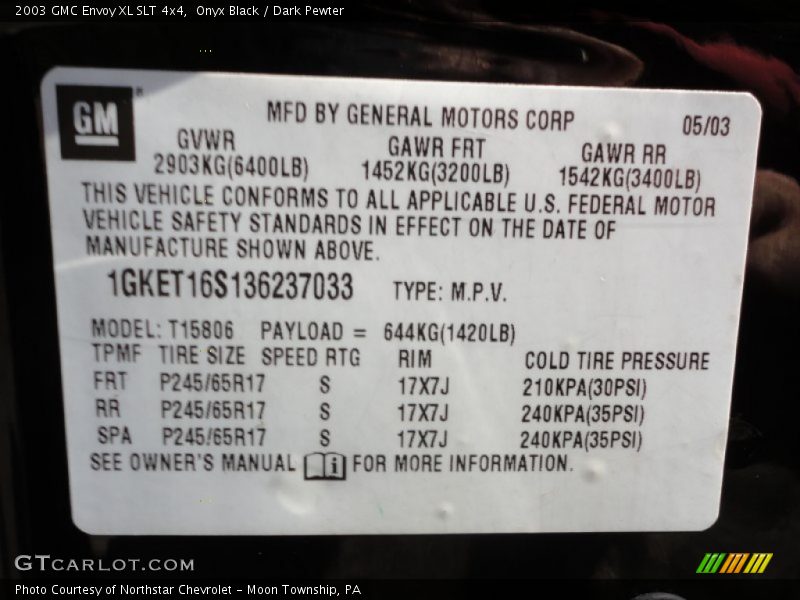 2003 GMC Envoy XL SLT 4x4,  Onyx Black / Dark Pewter
GM
MFD BY GENERAL MOTORS CORP 05/03
GVWR GAWR FRT GAWR RR
2903KG(6400LB) 1452KG(3200LB) 1542KG(3400LB)
THIS VEHICLE CONFORMS TO ALL APPLICABLE U.S. FEDERAL MOTOR
VEHICLE SAFETY STANDARDS IN EFFECT ON THE DATE OF
MANUFACTURE SHOWN ABOVE.
1GKET16S136237033 TYPE: M.P.V.
MODEL: T15806 PAYLOAD = 644KG(1420LB)
TPMF TIRE SIZE SPEED RTG RIM COLD TIRE PRESSURE
FRT P245/65R17 S 17X7J 210KPA(30PSI)
RR P245/65R17 S 17X7J 240KPA(35PSI)
SPA P245/65R17 S 17X7J 240KPA(35PSI)
SEE OWNER'S MANUAL i FOR MORE INFORMATION.
GTCARLOT.COM
Photo Courtesy of Northstar Chevrolet - Moon Township, PA